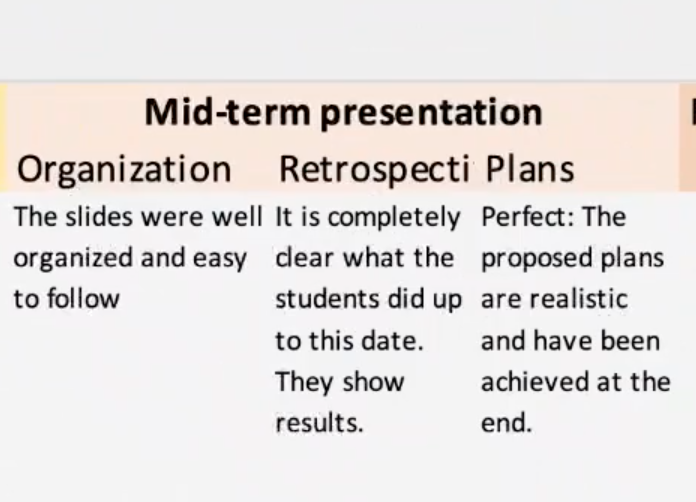 Mid-term presentation
Organization Retrospecti Plans
The slides were well
organized and easy
to follow
It is completely
clear what the
students did up
to this date.
They show
results.
Perfect: The
proposed plans
are realistic
and have been
achieved at the
end.